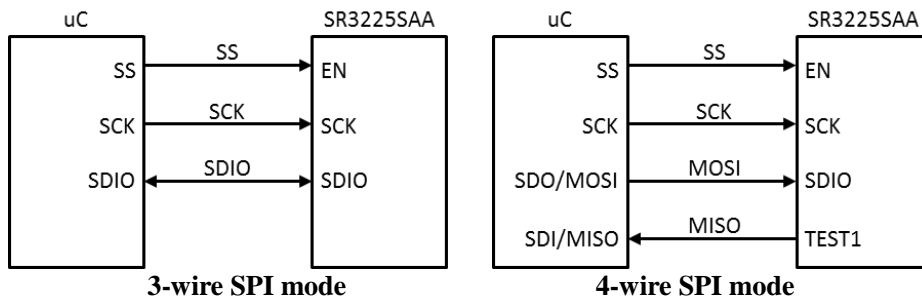 uC SR3225SAA
SS SS EN
SCK SCK SCK
SDIO SDIO SDIO
3-wire SPI mode
uC SR3225SAA
SS SS EN
SCK SCK SCK
SDO/MOSI MOSI SDIO
SDI/MISO MISO TEST1
4-wire SPI mode